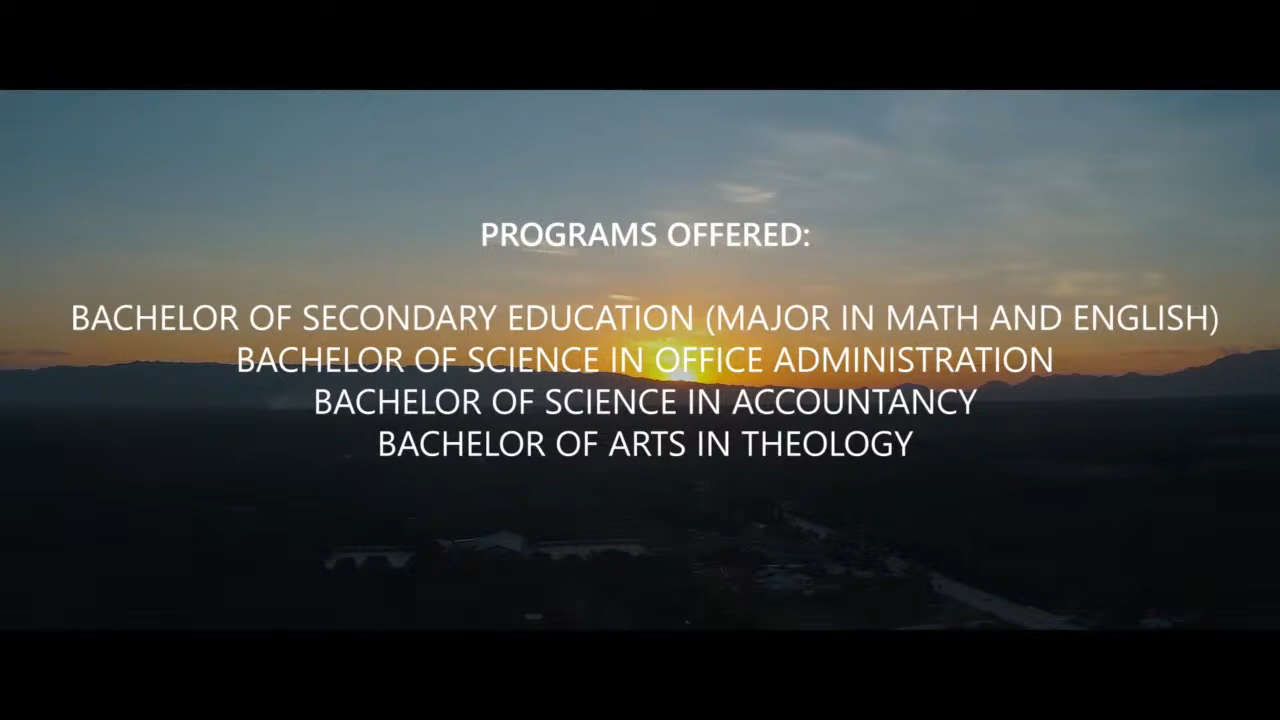 PROGRAMS OFFERED:
BACHELOR OF SECONDARY EDUCATION (MAJOR IN MATH AND ENGLISH)
BACHELOR OF SCIENCE IN OFFICE ADMINISTRATION
BACHELOR OF SCIENCE IN ACCOUNTANCY
BACHELOR OF ARTS IN THEOLOGY